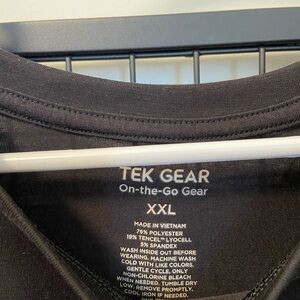 TEK GEAR
On-the-Go Gear
XXL
MADE IN VIETNAM
76% POLYESTER
19% TENCEL™ LYOCELL
5% SPANDEX
WASH INSIDE OUT BEFORE
WEARING. MACHINE WASH
COLD WITH LIKE COLORS.
GENTLE CYCLE. ONLY
NON-CHLORINE BLEACH
WHEN NEEDED. TUMBLE DRY
LOW. REMOVE PROMPTLY.
COOL IRON IF NEEDED.